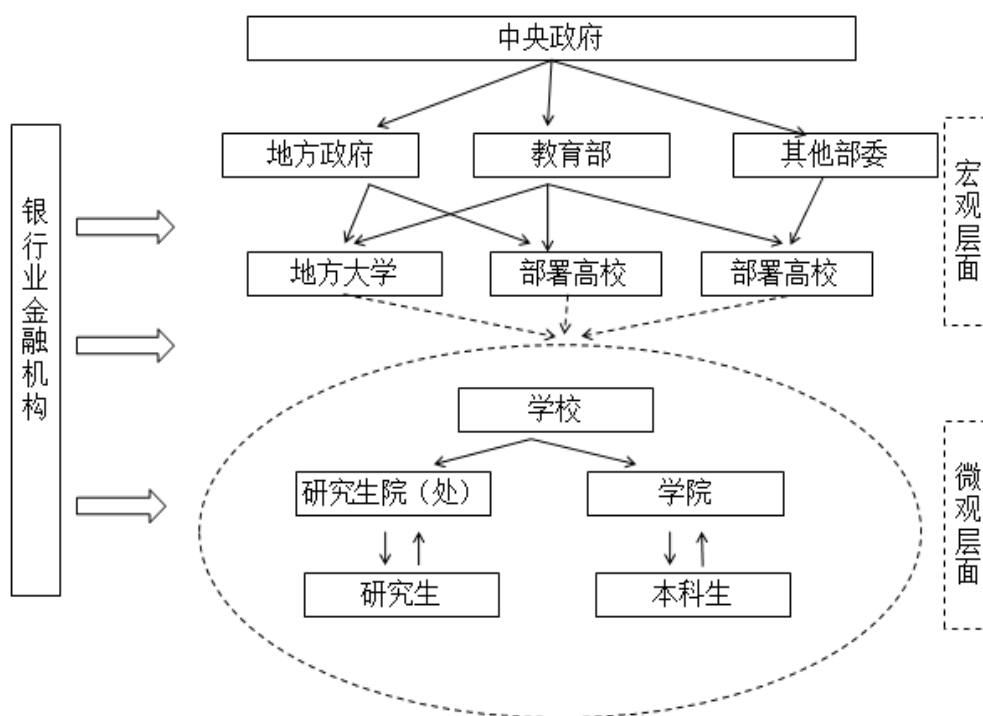 中央政府
地方政府
教育部
其他部委
地方大学
部署高校
部署高校
银行业金融机构
宏观层面
学校
研究生院（处）
学院
研究生
本科生
微观层面